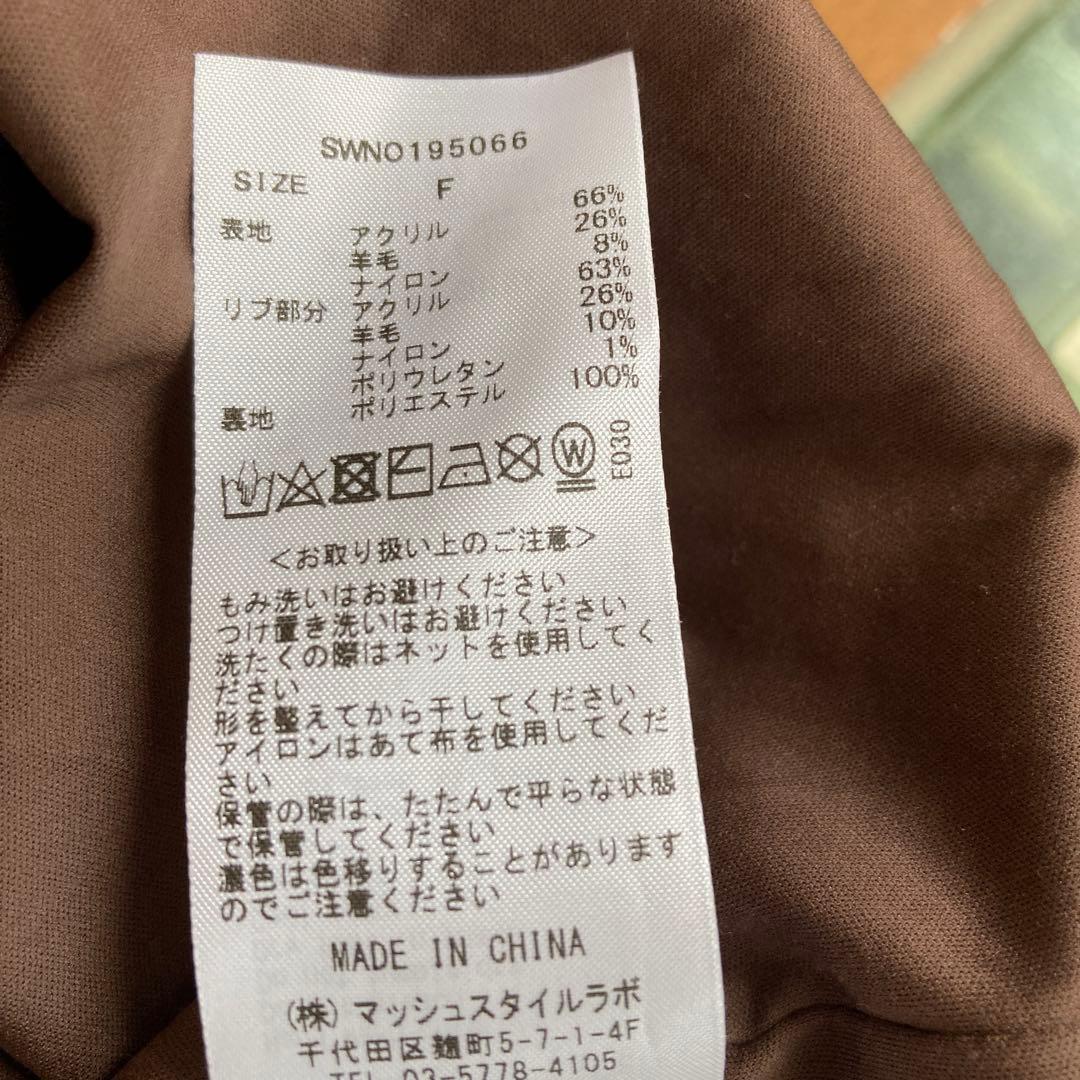 SWNO195066
SIZE F
表地 アクリル 66%
羊毛 26%
ナイロン 8%
リブ部分 アクリル 63%
羊毛 26%
ナイロン 10%
ポリウレタン 1%
裏地 ポリエステル 100%
W
E030
<お取り扱い上のご注意>
もみ洗いはお避けください
つけ置き洗いはお避けください
洗たくの際はネットを使用してく
ださい
形を整えてから干してください
アイロンはあて布を使用してくだ
さい
保管の際は、たたんで平らな状態
で保管してください
濃色は色移りすることがあります
のでご注意ください
MADE IN CHINA
(株)マッシュスタイルラボ
千代田区麹町5-7-1-4F
TEL 03-5778-4105